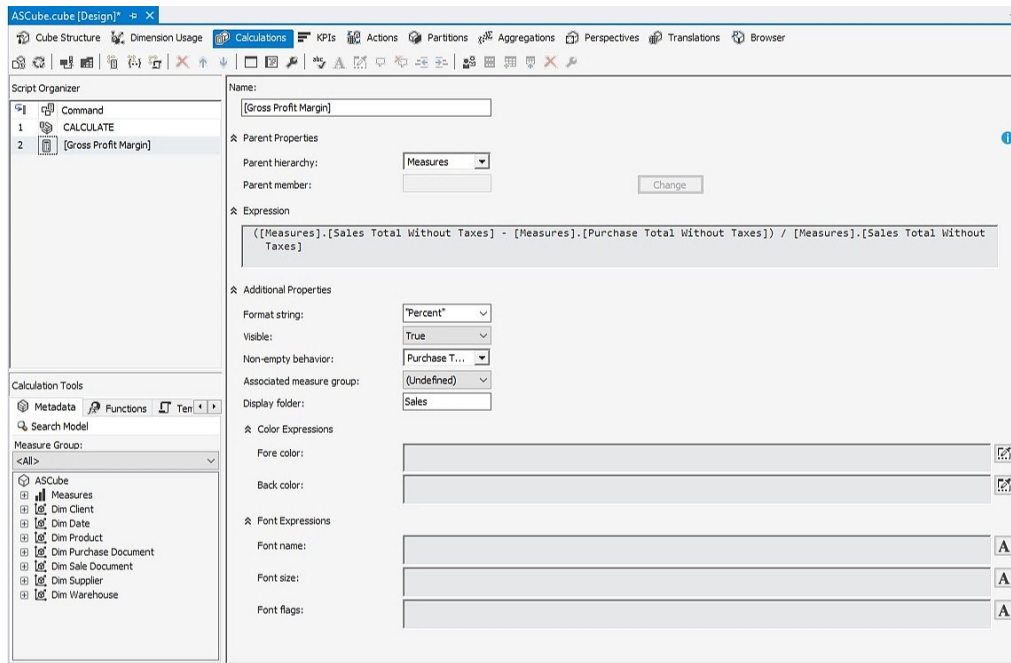 ASCube.cube [Design]*
Cube Structure Dimension Usage Calculations KPIs Actions Partitions Aggregations Perspectives Translations Browser
Script Organizer
Command
1 CALCULATE
2 [Gross Profit Margin]
Calculation Tools
Metadata Functions Tem
Search Model
Measure Group:
<All>
ASCube
Measures
Dim Client
Dim Date
Dim Product
Dim Purchase Document
Dim Sale Document
Dim Supplier
Dim Warehouse
Name:
[Gross Profit Margin]
Parent Properties
Parent hierarchy: Measures
Parent member: Change
Expression
([Measures].[Sales Total Without Taxes] - [Measures].[Purchase Total Without Taxes]) / [Measures].[Sales Total Without
Taxes]
Additional Properties
Format string: "Percent"
Visible: True
Non-empty behavior: Purchase T...
Associated measure group: (Undefined)
Display folder: Sales
Color Expressions
Fore color:
Back color:
Font Expressions
Font name: A
Font size: A
Font flags: A